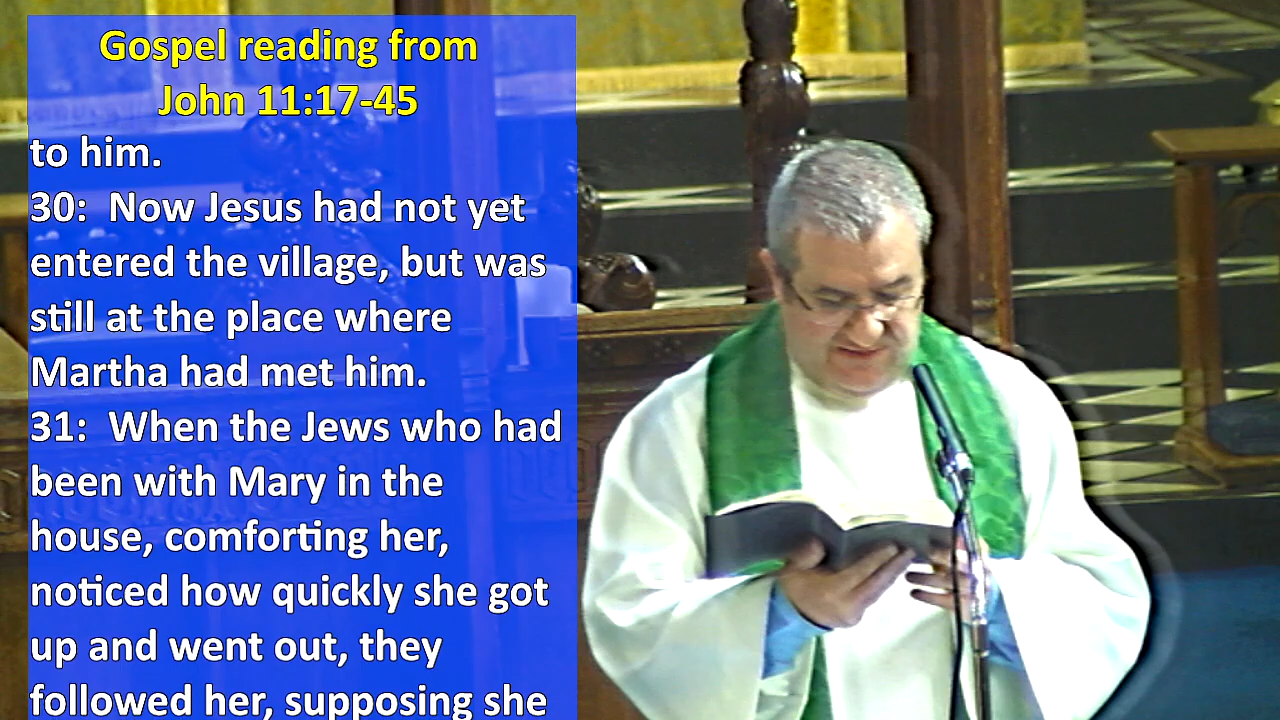 Gospel reading from
John 11:17-45
to him.
30:  Now Jesus had not yet
entered the village, but was
still at the place where
Martha had met him.
31:  When the Jews who had
been with Mary in the
house, comforting her,
noticed how quickly she got
up and went out, they
followed her, supposing she